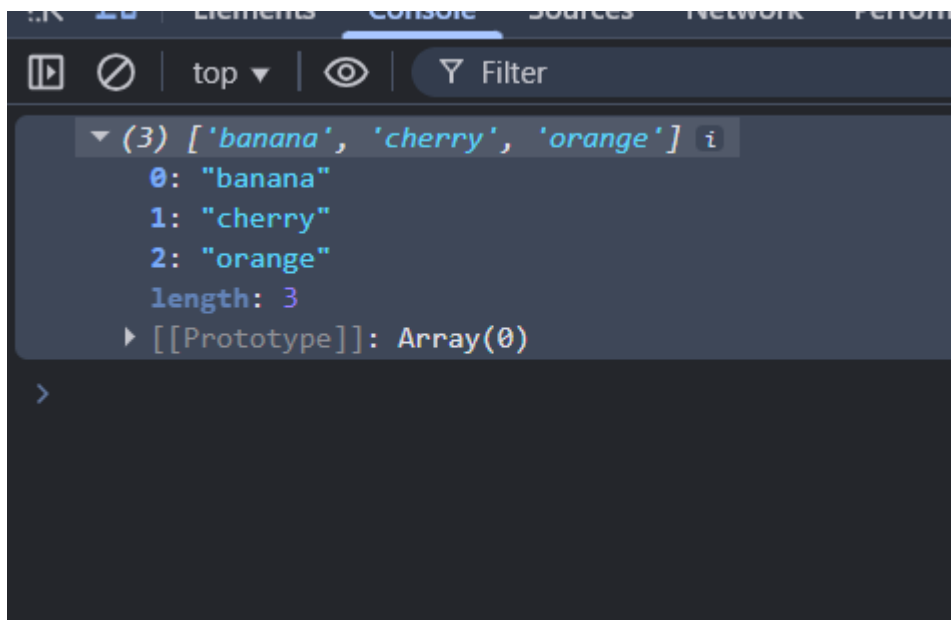 Elements Console Sources Network
top ▼ Filter
▼ (3) ['banana', 'cherry', 'orange'] i
0: "banana"
1: "cherry"
2: "orange"
length: 3
▶ [[Prototype]]: Array(0)
>